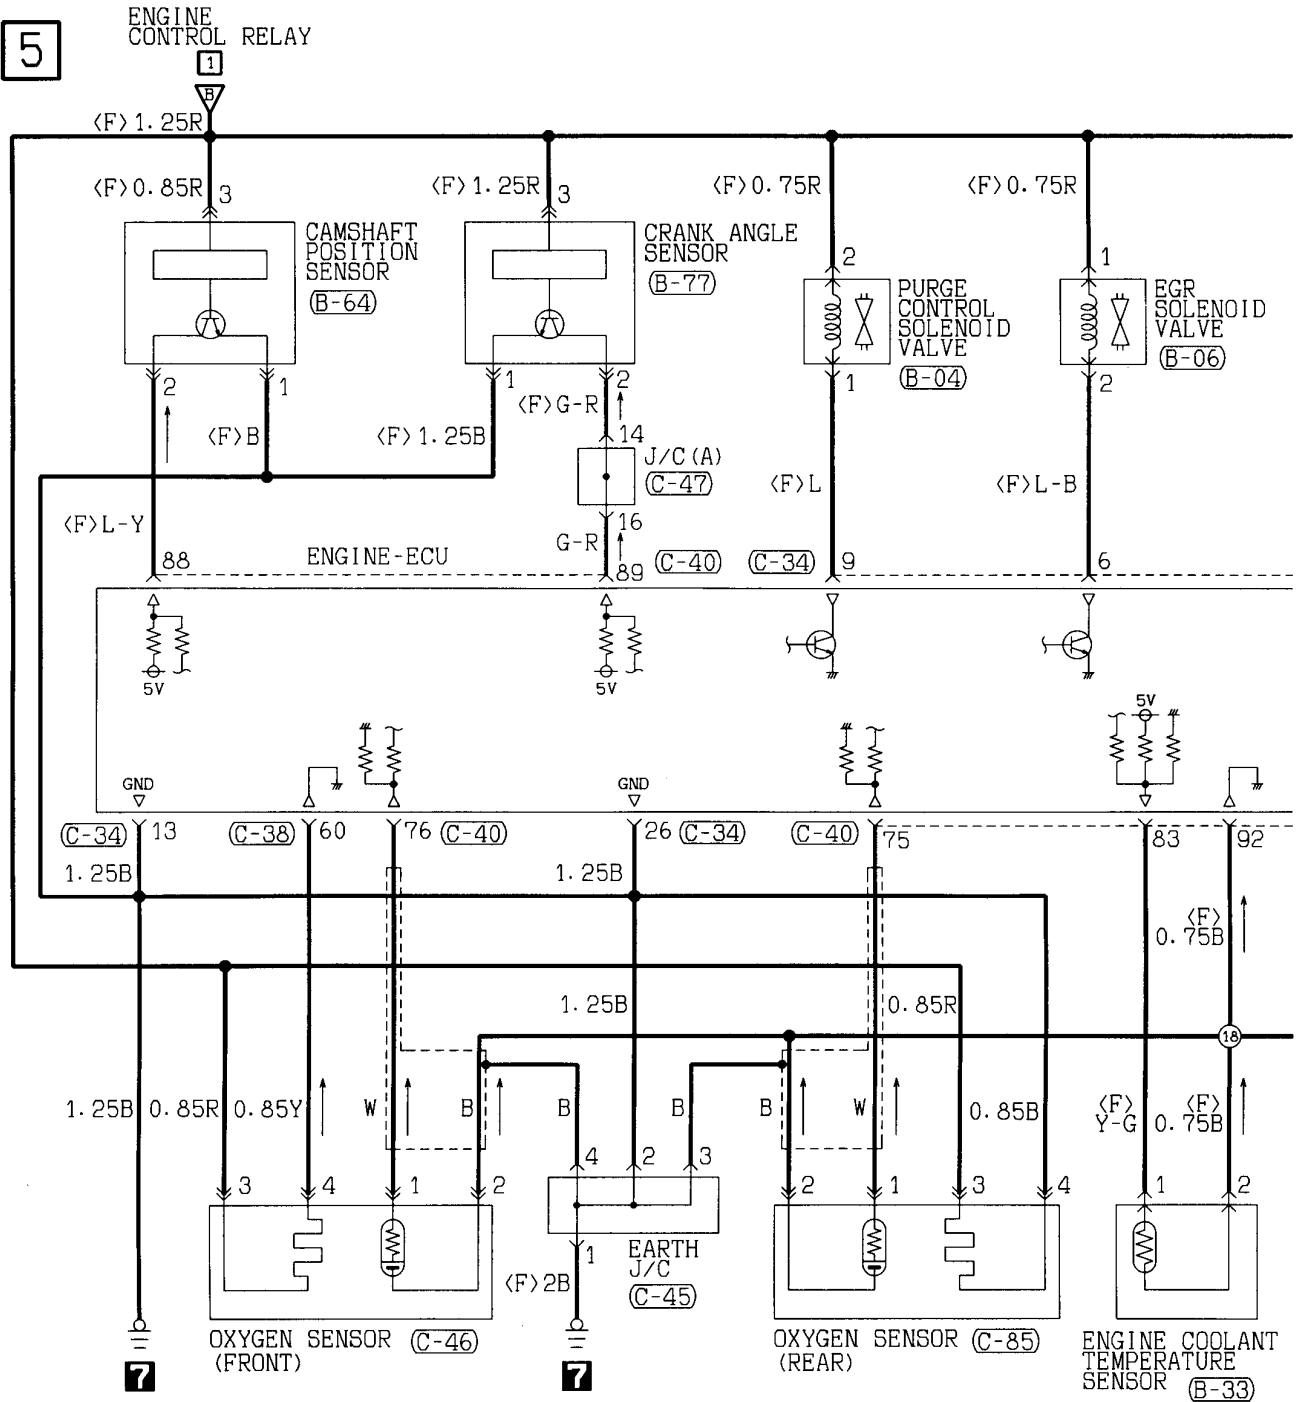 5
ENGINE
CONTROL RELAY
1
B
<F>1.25R
<F>0.85R 3
<F>1.25R 3
<F>0.75R
<F>0.75R
CAMSHAFT
POSITION
SENSOR
B-64
CRANK ANGLE
SENSOR
B-77
2
PURGE
CONTROL
SOLENOID
VALVE
B-04
1
EGR
SOLENOID
VALVE
B-06
2 1
1 2
1
2
<F>G-R
<F>B
<F>1.25B
14
J/C(A)
C-47
<F>L
<F>L-B
<F>L-Y
16
G-R
88
ENGINE-ECU
89
C-40
C-34
9
6
5V
5V
5V
GND
GND
C-34 13
C-38 60
76 C-40
26 C-34
C-40 75
83
92
1.25B
1.25B
<F>
0.75B
1.25B
0.85R
18
1.25B
0.85R
0.85Y
W
B
B
B
B
W
0.85B
<F>
Y-G
<F>
0.75B
3 4 1 2
4 2 3
2 1 3 4
1 2
EARTH
J/C
C-45
1
<F>2B
OXYGEN SENSOR C-46
(FRONT)
OXYGEN SENSOR C-85
(REAR)
ENGINE COOLANT
TEMPERATURE
SENSOR B-33
7
7